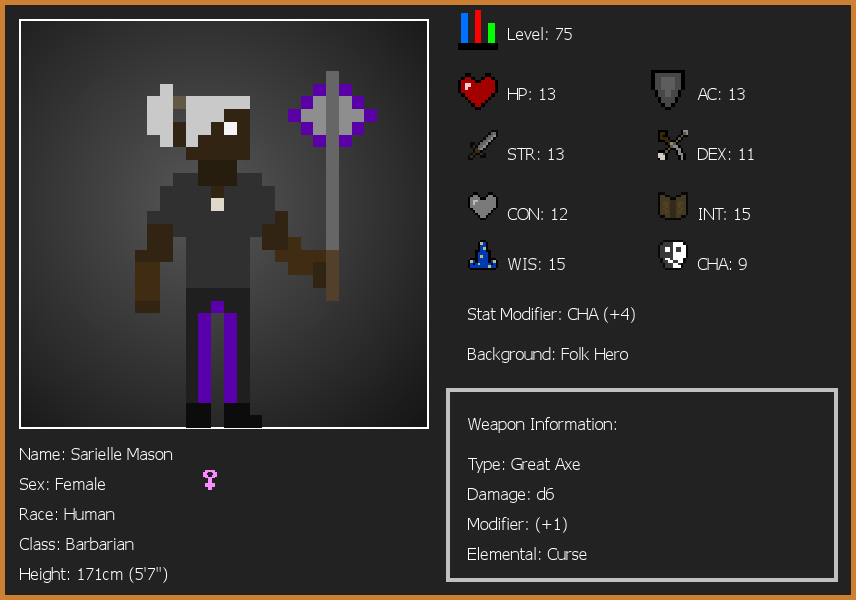 Level: 75
HP: 13
AC: 13
STR: 13
DEX: 11
CON: 12
INT: 15
WIS: 15
CHA: 9
Stat Modifier: CHA (+4)
Background: Folk Hero
Weapon Information:
Type: Great Axe
Damage: d6
Modifier: (+1)
Elemental: Curse
Name: Sarielle Mason
Sex: Female
Race: Human
Class: Barbarian
Height: 171cm (5'7")